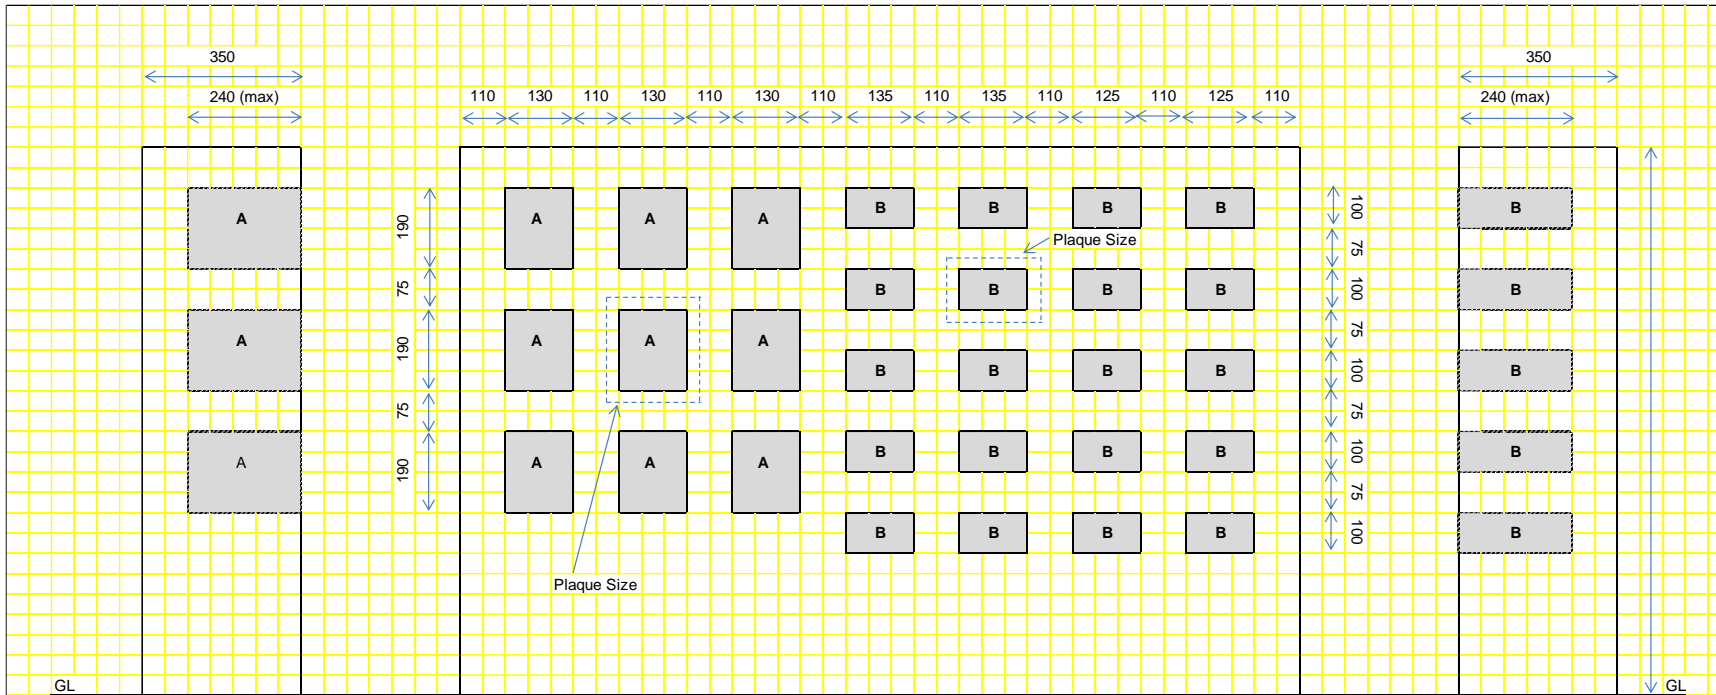 350 350
240 (max) 110 130 110 130 110 130 110 135 110 135 110 125 110 125 110 240 (max)
A A A A B B B B B
190 100
75
Plaque Size
75 B B B B 100 B
A A A A
190 75
B B B B 100 B
75 75
A A A A B B B B 100 B
190 75
B B B B 100 B
Plaque Size
GL GL